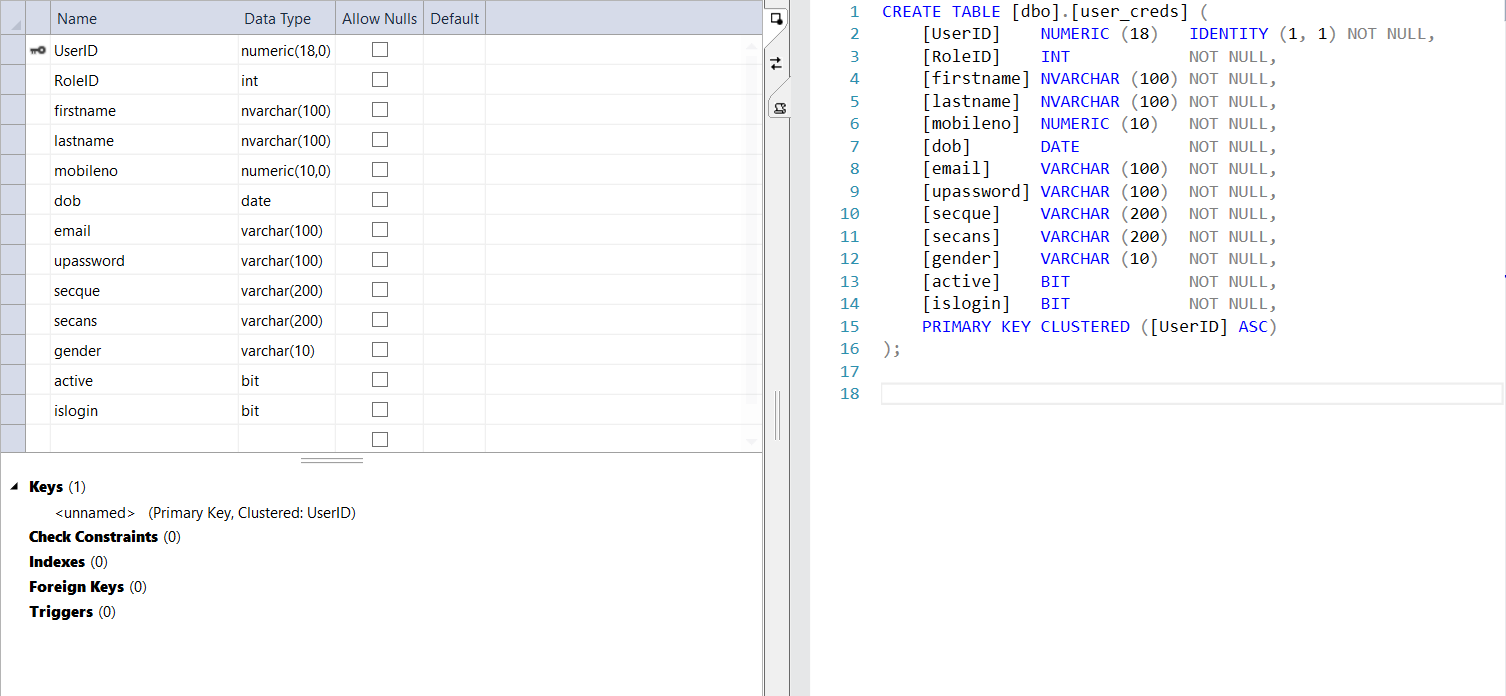 Name Data Type Allow Nulls Default
UserID numeric(18,0)
RoleID int
firstname nvarchar(100)
lastname nvarchar(100)
mobileno numeric(10,0)
dob date
email varchar(100)
upassword varchar(100)
secque varchar(200)
secans varchar(200)
gender varchar(10)
active bit
islogin bit
Keys (1)
<unnamed> (Primary Key, Clustered: UserID)
Check Constraints (0)
Indexes (0)
Foreign Keys (0)
Triggers (0)
1 CREATE TABLE [dbo].[user_creds] (
2 [UserID] NUMERIC (18) IDENTITY (1, 1) NOT NULL,
3 [RoleID] INT NOT NULL,
4 [firstname] NVARCHAR (100) NOT NULL,
5 [lastname] NVARCHAR (100) NOT NULL,
6 [mobileno] NUMERIC (10) NOT NULL,
7 [dob] DATE NOT NULL,
8 [email] VARCHAR (100) NOT NULL,
9 [upassword] VARCHAR (100) NOT NULL,
10 [secque] VARCHAR (200) NOT NULL,
11 [secans] VARCHAR (200) NOT NULL,
12 [gender] VARCHAR (10) NOT NULL,
13 [active] BIT NOT NULL,
14 [islogin] BIT NOT NULL,
15 PRIMARY KEY CLUSTERED ([UserID] ASC)
16 );
17
18